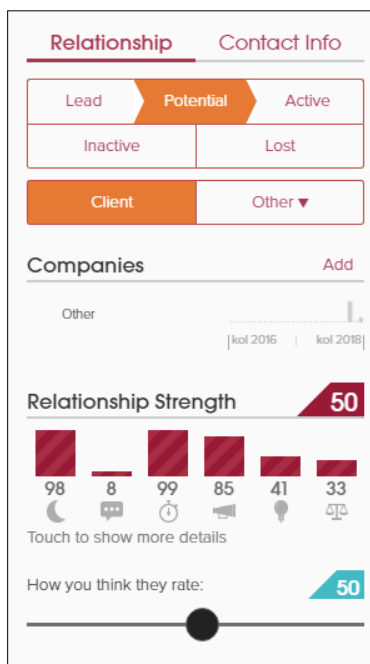 Relationship Contact Info
Lead Potential Active
Inactive Lost
Client Other ▼
Companies Add
Other
kol 2016 kol 2018
Relationship Strength 50
98 8 99 85 41 33
Touch to show more details
How you think they rate: 50